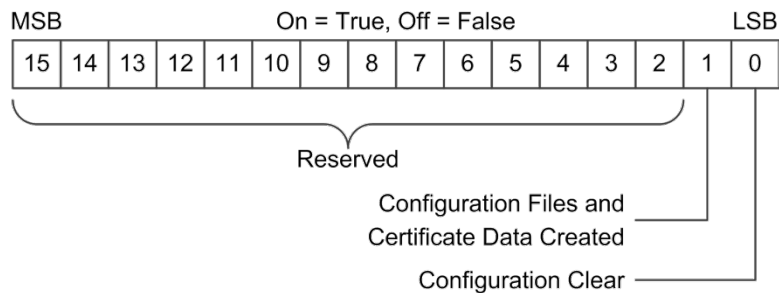 MSB On = True, Off = False LSB
15 14 13 12 11 10 9 8 7 6 5 4 3 2 1 0
Reserved
Configuration Files and
Certificate Data Created
Configuration Clear